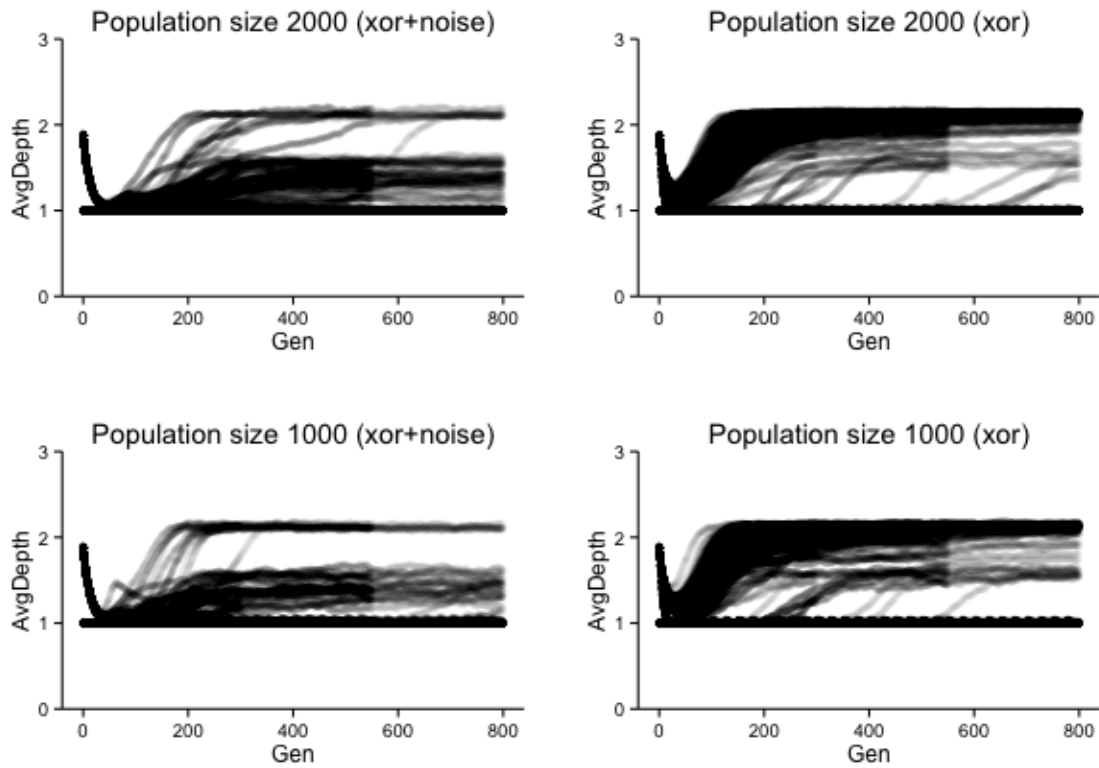 Population size 2000 (xor+noise)
3
2
1
0
AvgDepth
0 200 400 600 800
Gen
Population size 2000 (xor)
3
2
1
0
AvgDepth
0 200 400 600 800
Gen
Population size 1000 (xor+noise)
3
2
1
0
AvgDepth
0 200 400 600 800
Gen
Population size 1000 (xor)
3
2
1
0
AvgDepth
0 200 400 600 800
Gen